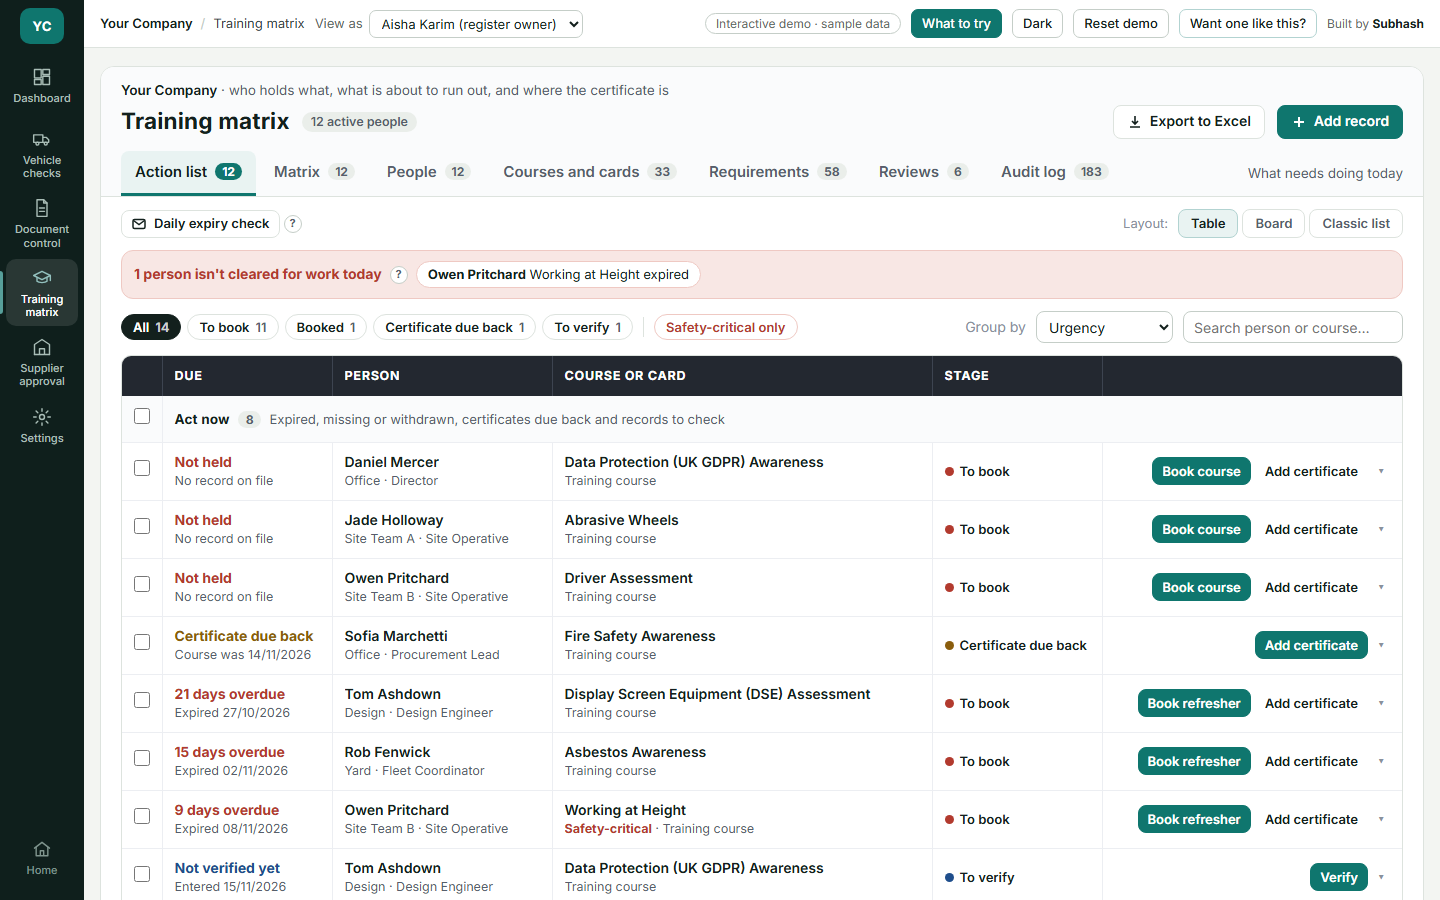 YC
Dashboard
Vehicle
checks
Document
control
Training
matrix
Supplier
approval
Settings
Home
Your Company / Training matrix View as Aisha Karim (register owner)
Interactive demo · sample data What to try Dark Reset demo Want one like this? Built by Subhash
Your Company · who holds what, what is about to run out, and where the certificate is
Training matrix 12 active people
Export to Excel + Add record
Action list 12 Matrix 12 People 12 Courses and cards 33 Requirements 58 Reviews 6 Audit log 183
What needs doing today
Daily expiry check ?
Layout: Table Board Classic list
1 person isn't cleared for work today ? Owen Pritchard Working at Height expired
All 14 To book 11 Booked 1 Certificate due back 1 To verify 1 Safety-critical only
Group by Urgency Search person or course...
DUE PERSON COURSE OR CARD STAGE
Act now 8 Expired, missing or withdrawn, certificates due back and records to check
Not held Daniel Mercer Data Protection (UK GDPR) Awareness To book Book course Add certificate
No record on file Office · Director Training course
Not held Jade Holloway Abrasive Wheels To book Book course Add certificate
No record on file Site Team A · Site Operative Training course
Not held Owen Pritchard Driver Assessment To book Book course Add certificate
No record on file Site Team B · Site Operative Training course
Certificate due back Sofia Marchetti Fire Safety Awareness Certificate due back Add certificate
Course was 14/11/2026 Office · Procurement Lead Training course
21 days overdue Tom Ashdown Display Screen Equipment (DSE) Assessment To book Book refresher Add certificate
Expired 27/10/2026 Design · Design Engineer Training course
15 days overdue Rob Fenwick Asbestos Awareness To book Book refresher Add certificate
Expired 02/11/2026 Yard · Fleet Coordinator Training course
9 days overdue Owen Pritchard Working at Height To book Book refresher Add certificate
Expired 08/11/2026 Site Team B · Site Operative Safety-critical · Training course
Not verified yet Tom Ashdown Data Protection (UK GDPR) Awareness To verify Verify
Entered 15/11/2026 Design · Design Engineer Training course